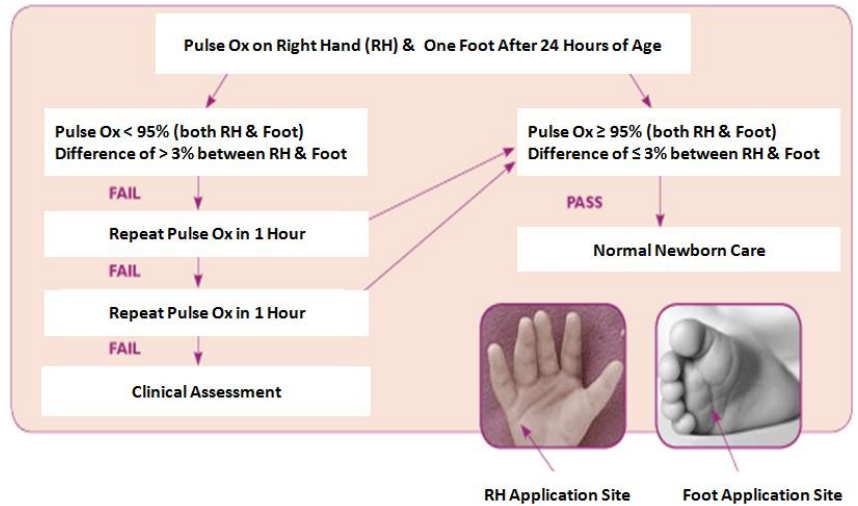 Pulse Ox on Right Hand (RH) & One Foot After 24 Hours of Age
Pulse Ox < 95% (both RH & Foot)
Difference of > 3% between RH & Foot
FAIL
Repeat Pulse Ox in 1 Hour
FAIL
Repeat Pulse Ox in 1 Hour
FAIL
Clinical Assessment
Pulse Ox ≥ 95% (both RH & Foot)
Difference of ≤ 3% between RH & Foot
PASS
Normal Newborn Care
RH Application Site
Foot Application Site